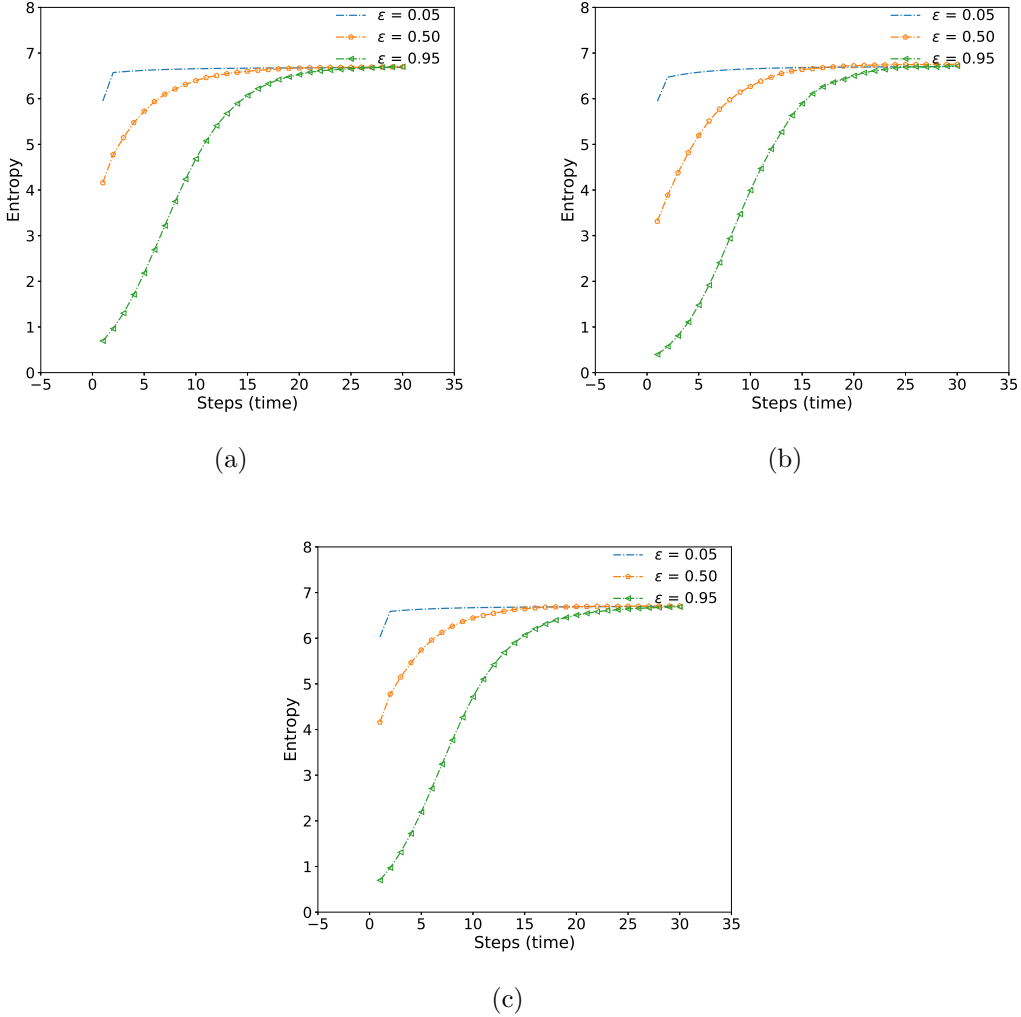 8
7
6
5
4
3
2
1
0
Entropy
ε = 0.05
ε = 0.50
ε = 0.95
−5 0 5 10 15 20 25 30 35
Steps (time)
(a)
8
7
6
5
4
3
2
1
0
Entropy
ε = 0.05
ε = 0.50
ε = 0.95
−5 0 5 10 15 20 25 30 35
Steps (time)
(b)
8
7
6
5
4
3
2
1
0
Entropy
ε = 0.05
ε = 0.50
ε = 0.95
−5 0 5 10 15 20 25 30 35
Steps (time)
(c)